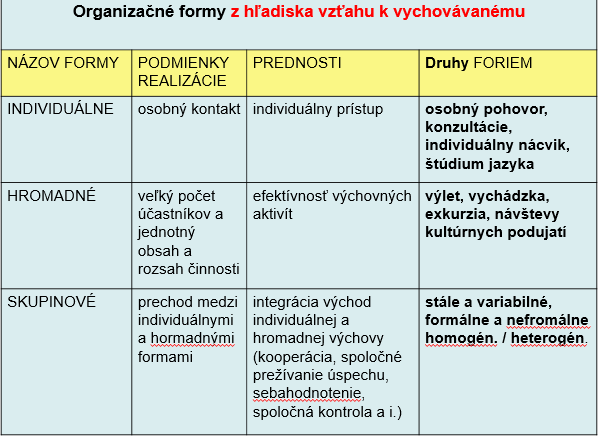 Organizačné formy z hľadiska vzťahu k vychovávanému
NÁZOV FORMY
PODMIENKY
REALIZÁCIE
PREDNOSTI
Druhy FORIEM
INDIVIDUÁLNE
osobný kontakt
individuálny prístup
osobný pohovor,
konzultácie,
individuálny nácvik,
štúdium jazyka
HROMADNÉ
veľký počet
účastníkov a
jednotný
obsah a
rozsah činnosti
efektívnosť výchovných
aktivít
výlet, vychádzka,
exkurzia, návštevy
kultúrnych podujatí
SKUPINOVÉ
prechod medzi
individuálnymi
a hormadnými
formami
integrácia východ
individuálnej a
hromadnej výchovy
(kooperácia, spoločné
prežívanie úspechu,
sebahodnotenie,
spoločná kontrola a i.)
stále a variabilné,
formálne a nefromálne
homogén. / heterogén.